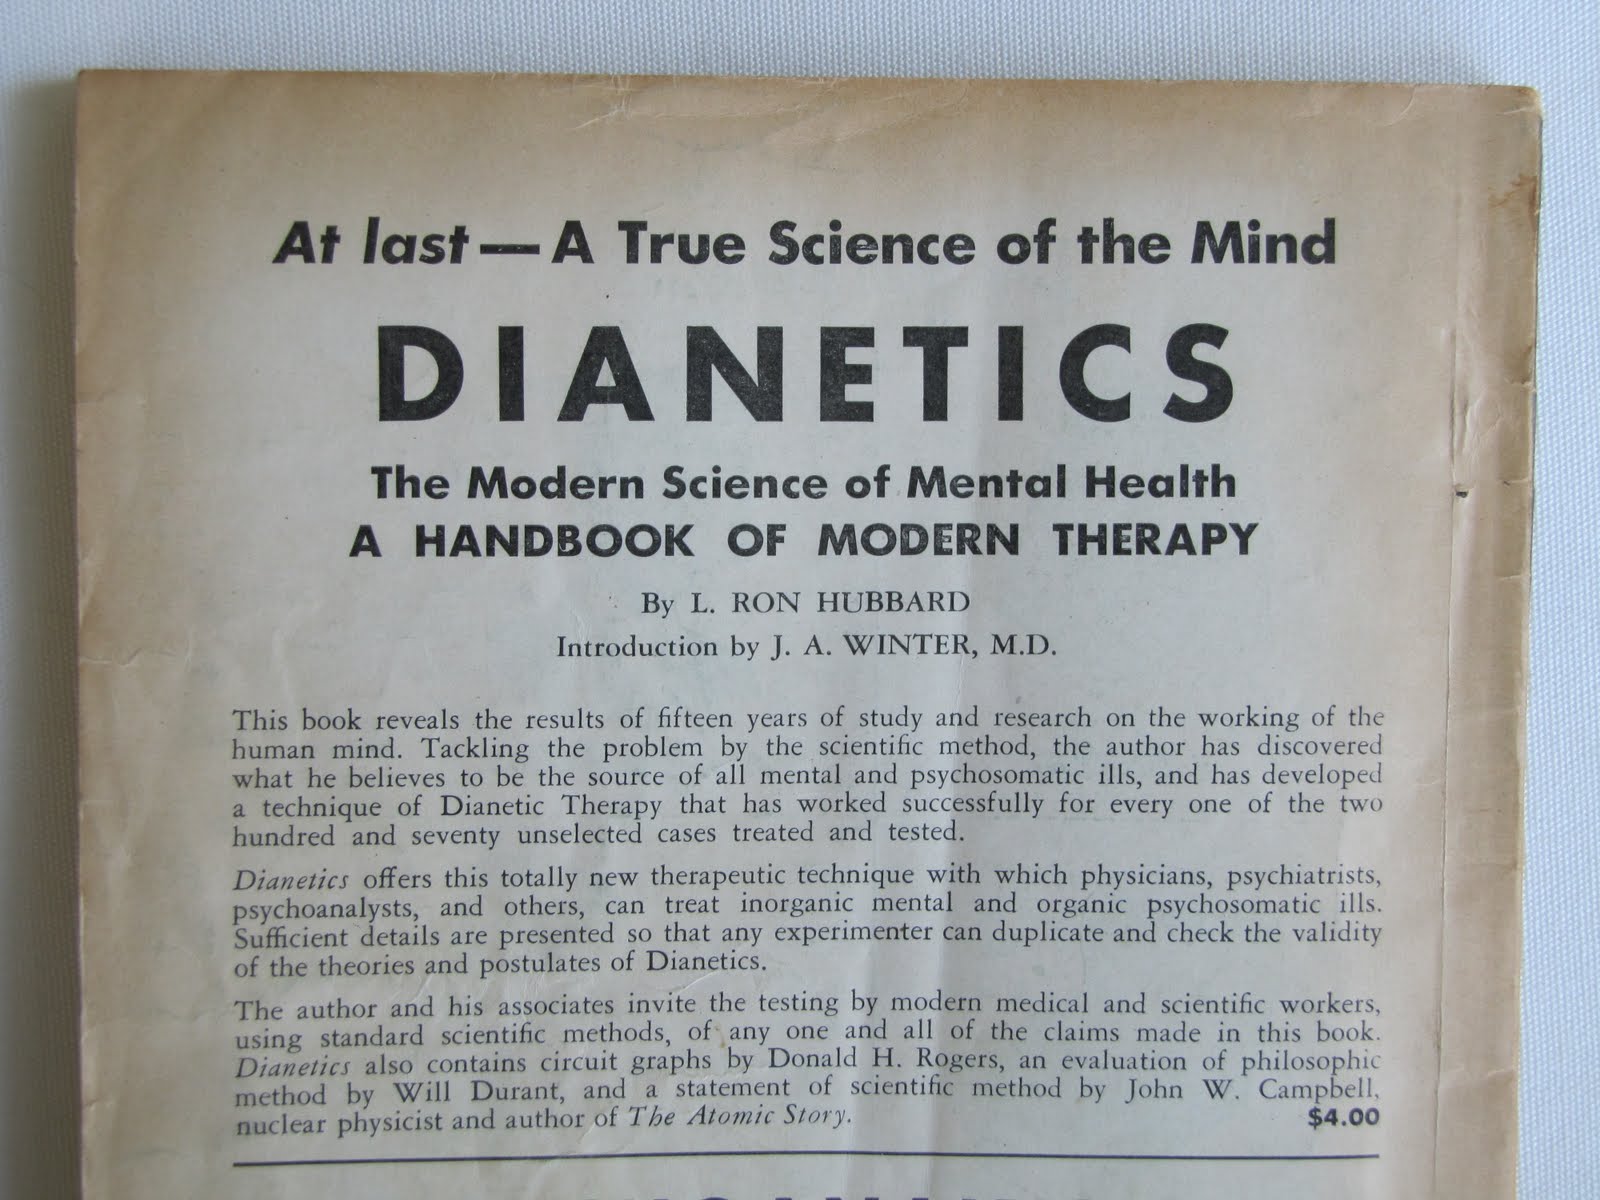 At last — A True Science of the Mind
DIANETICS
The Modern Science of Mental Health
A HANDBOOK OF MODERN THERAPY
By L. RON HUBBARD
Introduction by J. A. WINTER, M.D.
This book reveals the results of fifteen years of study and research on the working of the
human mind. Tackling the problem by the scientific method, the author has discovered
what he believes to be the source of all mental and psychosomatic ills, and has developed
a technique of Dianetic Therapy that has worked successfully for every one of the two
hundred and seventy unselected cases treated and tested.
Dianetics offers this totally new therapeutic technique with which physicians, psychiatrists,
psychoanalysts, and others, can treat inorganic mental and organic psychosomatic ills.
Sufficient details are presented so that any experimenter can duplicate and check the validity
of the theories and postulates of Dianetics.
The author and his associates invite the testing by modern medical and scientific workers,
using standard scientific methods, of any one and all of the claims made in this book.
Dianetics also contains circuit graphs by Donald H. Rogers, an evaluation of philosophic
method by Will Durant, and a statement of scientific method by John W. Campbell,
nuclear physicist and author of The Atomic Story. $4.00